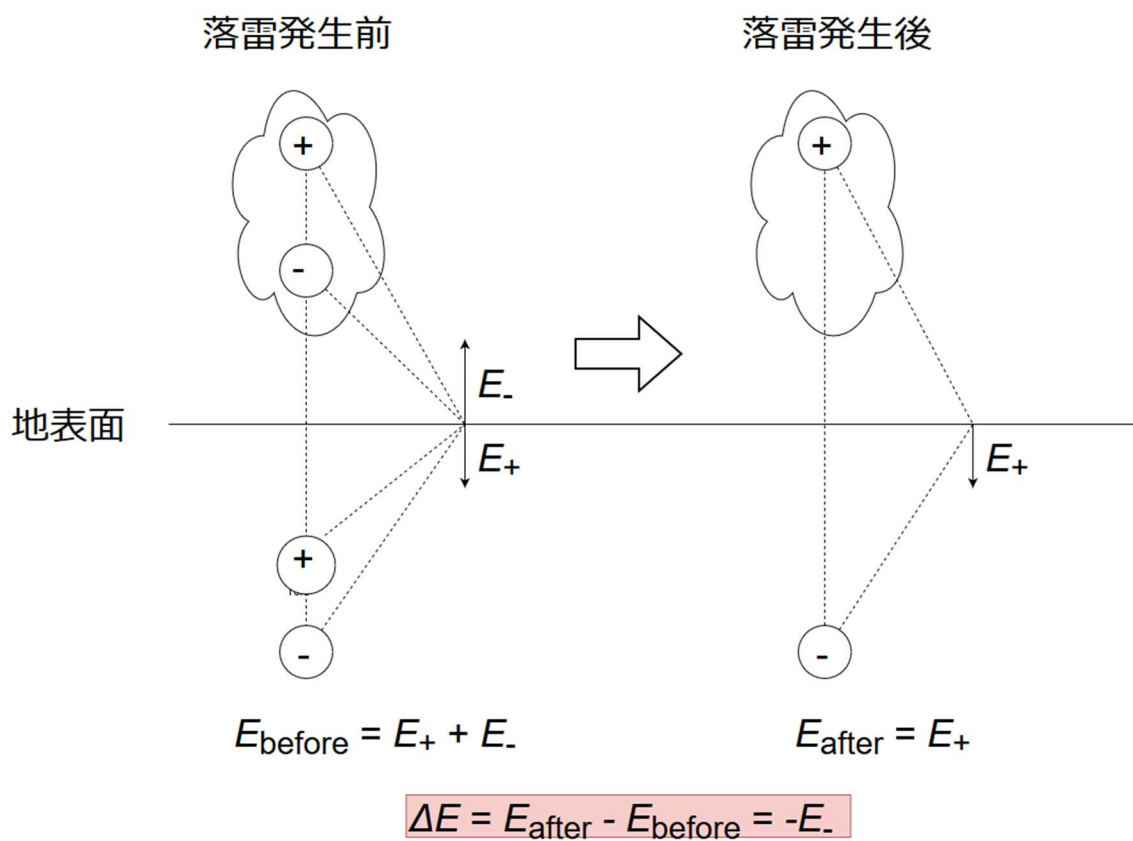 落雷発生前
落雷発生後
+
+
-
E-
地表面
E+
E+
+
-
-
Ebefore = E+ + E-
Eafter = E+
ΔE = Eafter - Ebefore = -E-